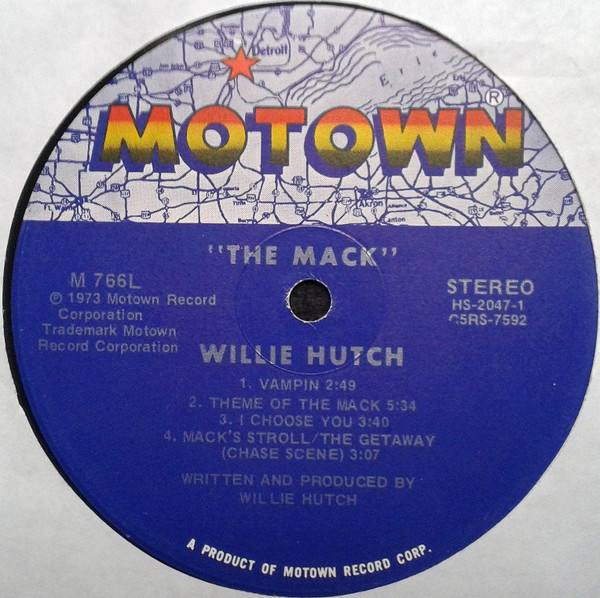 Detroit
Erie
MOTOWN®
Akron
Canton
Ft. Wayne
"THE MACK"
M 766L
℗ 1973 Motown Record
Corporation
Trademark Motown
Record Corporation
STEREO
HS-2047-1
C5RS-7592
WILLIE HUTCH
1. VAMPIN 2:49
2. THEME OF THE MACK 5:34
3. I CHOOSE YOU 3:40
4. MACK'S STROLL/THE GETAWAY
(CHASE SCENE) 3:07
WRITTEN AND PRODUCED BY
WILLIE HUTCH
A PRODUCT OF MOTOWN RECORD CORP.